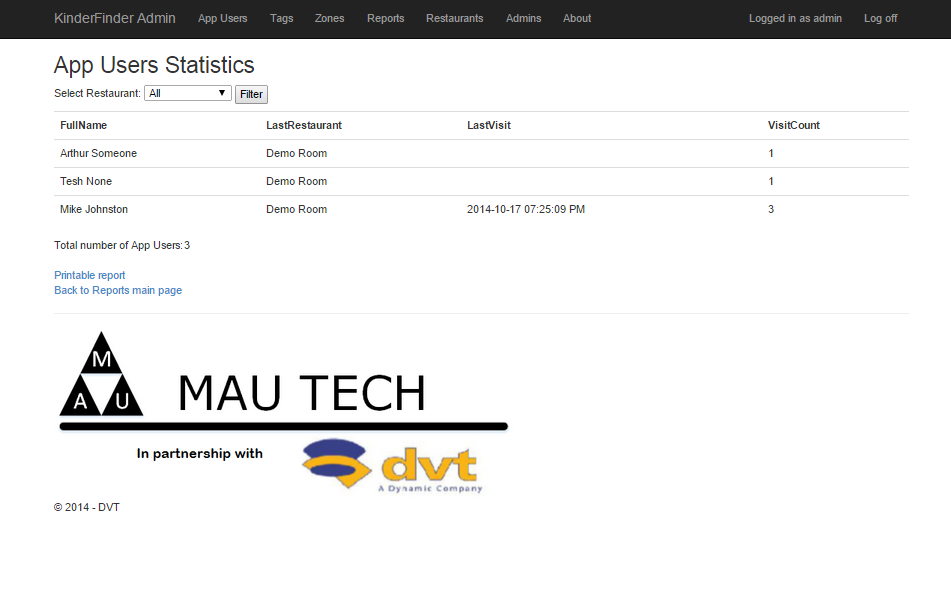 KinderFinder Admin App Users Tags Zones Reports Restaurants Admins About Logged in as admin Log off
App Users Statistics
Select Restaurant: All Filter
FullName LastRestaurant LastVisit VisitCount
Arthur Someone Demo Room 1
Tesh None Demo Room 1
Mike Johnston Demo Room 2014-10-17 07:25:09 PM 3
Total number of App Users:3
Printable report
Back to Reports main page
M
A U
MAU TECH
In partnership with
dvt
A Dynamic Company
© 2014 - DVT